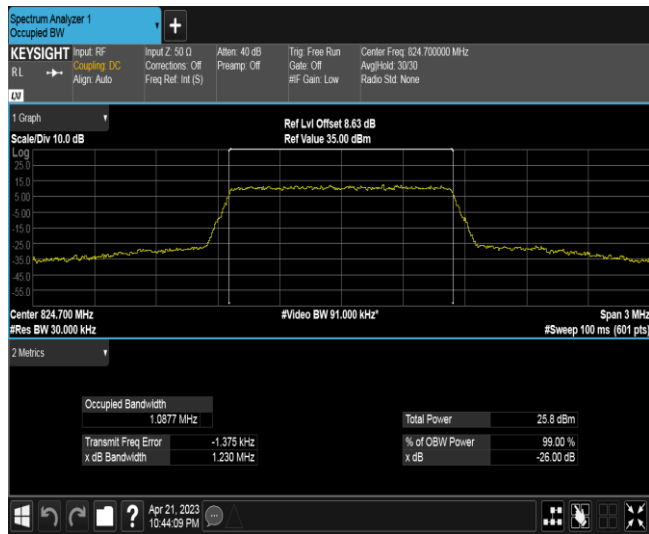 Spectrum Analyzer 1
Occupied BW
+
KEYSIGHT
RL
LXI
Input: RF
Coupling: DC
Align: Auto
Input Z: 50 Ω
Corrections: Off
Freq Ref: Int (S)
Atten: 40 dB
Preamp: Off
Trig: Free Run
Gate: Off
#IF Gain: Low
Center Freq: 824.700000 MHz
Avg|Hold: 30/30
Radio Std: None
1 Graph
Scale/Div 10.0 dB
Ref Lvl Offset 8.63 dB
Ref Value 35.00 dBm
Log
25.0
15.0
5.00
-5.00
-15.0
-25.0
-35.0
-45.0
-55.0
Center 824.700 MHz
#Res BW 30.000 kHz
#Video BW 91.000 kHz*
Span 3 MHz
#Sweep 100 ms (601 pts)
2 Metrics
Occupied Bandwidth
1.0877 MHz
Transmit Freq Error -1.375 kHz
x dB Bandwidth 1.230 MHz
Total Power 25.8 dBm
% of OBW Power 99.00 %
x dB -26.00 dB
?
Apr 21, 2023
10:44:09 PM